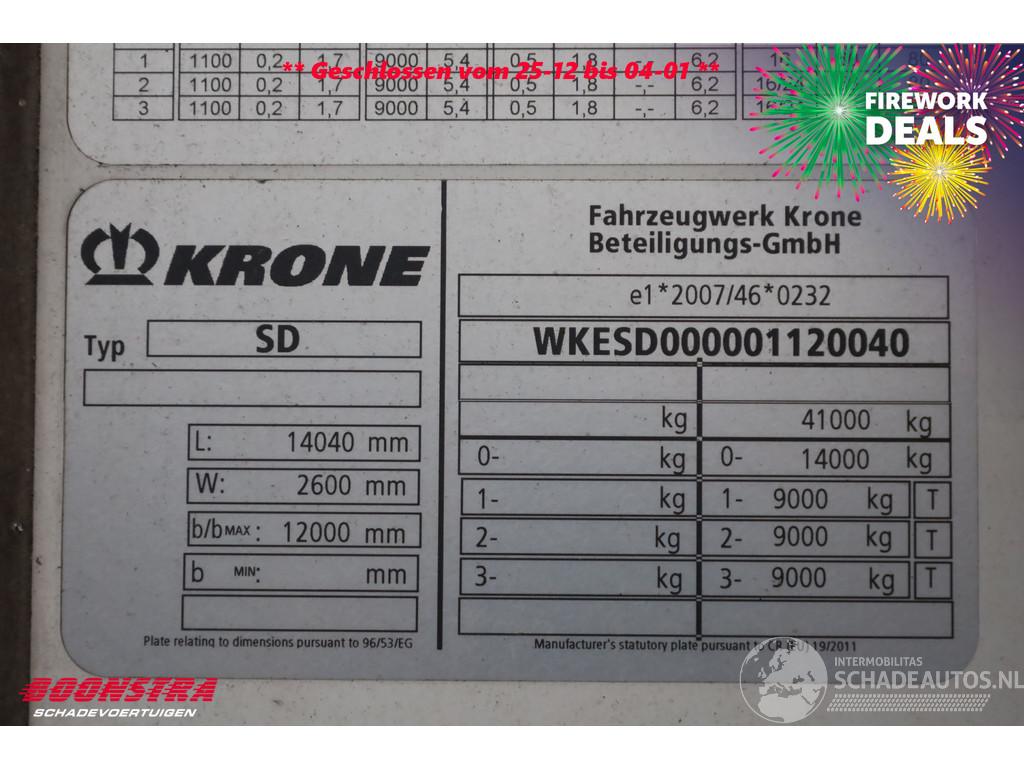 1 1100 0,2 1,7 9000 5,4 0,5 1,8 6,2
** Geschlossen vom 25-12 bis 04-01 **
2 1100 0,2 1,7 9000 5,4 0,5 1,8 -,- 6,2
3 1100 0,2 1,7 9000 5,4 0,5 1,8 -,- 6,2
FIREWORK
DEALS
KRONE
Typ SD
L: 14040 mm
W: 2600 mm
b/b MAX: 12000 mm
b MIN: mm
Plate relating to dimensions pursuant to 96/53/EG
Fahrzeugwerk Krone
Beteiligungs-GmbH
e1*2007/46*0232
WKESD000001120040
kg 41000 kg
0- kg 0- 14000 kg
1- kg 1- 9000 kg T
2- kg 2- 9000 kg T
3- kg 3- 9000 kg T
Manufacturer's statutory plate pursuant to CR (EU) 19/2011
BOONSTRA
SCHADEVOERTUIGEN
INTERMOBILITAS
SCHADEAUTOS.NL